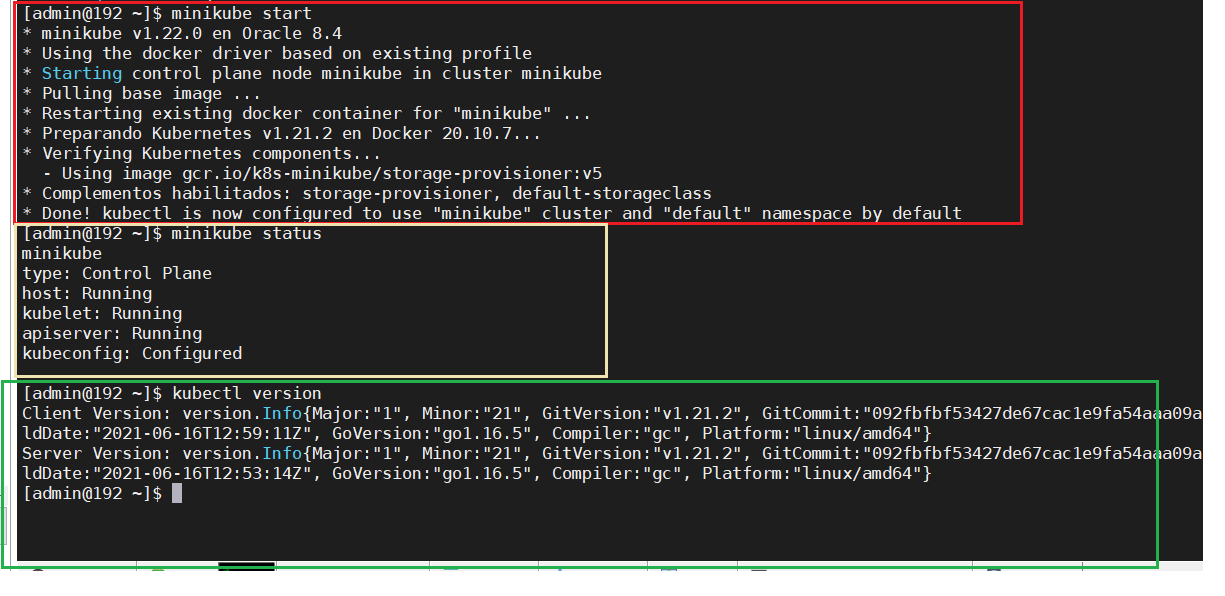 [admin@192 ~]$ minikube start
* minikube v1.22.0 en Oracle 8.4
* Using the docker driver based on existing profile
* Starting control plane node minikube in cluster minikube
* Pulling base image ...
* Restarting existing docker container for "minikube" ...
* Preparando Kubernetes v1.21.2 en Docker 20.10.7...
* Verifying Kubernetes components...
  - Using image gcr.io/k8s-minikube/storage-provisioner:v5
* Complementos habilitados: storage-provisioner, default-storageclass
* Done! kubectl is now configured to use "minikube" cluster and "default" namespace by default
[admin@192 ~]$ minikube status
minikube
type: Control Plane
host: Running
kubelet: Running
apiserver: Running
kubeconfig: Configured
[admin@192 ~]$ kubectl version
Client Version: version.Info{Major:"1", Minor:"21", GitVersion:"v1.21.2", GitCommit:"092fbfbf53427de67cac1e9fa54aaa09a
ldDate:"2021-06-16T12:59:11Z", GoVersion:"go1.16.5", Compiler:"gc", Platform:"linux/amd64"}
Server Version: version.Info{Major:"1", Minor:"21", GitVersion:"v1.21.2", GitCommit:"092fbfbf53427de67cac1e9fa54aaa09a
ldDate:"2021-06-16T12:53:14Z", GoVersion:"go1.16.5", Compiler:"gc", Platform:"linux/amd64"}
[admin@192 ~]$